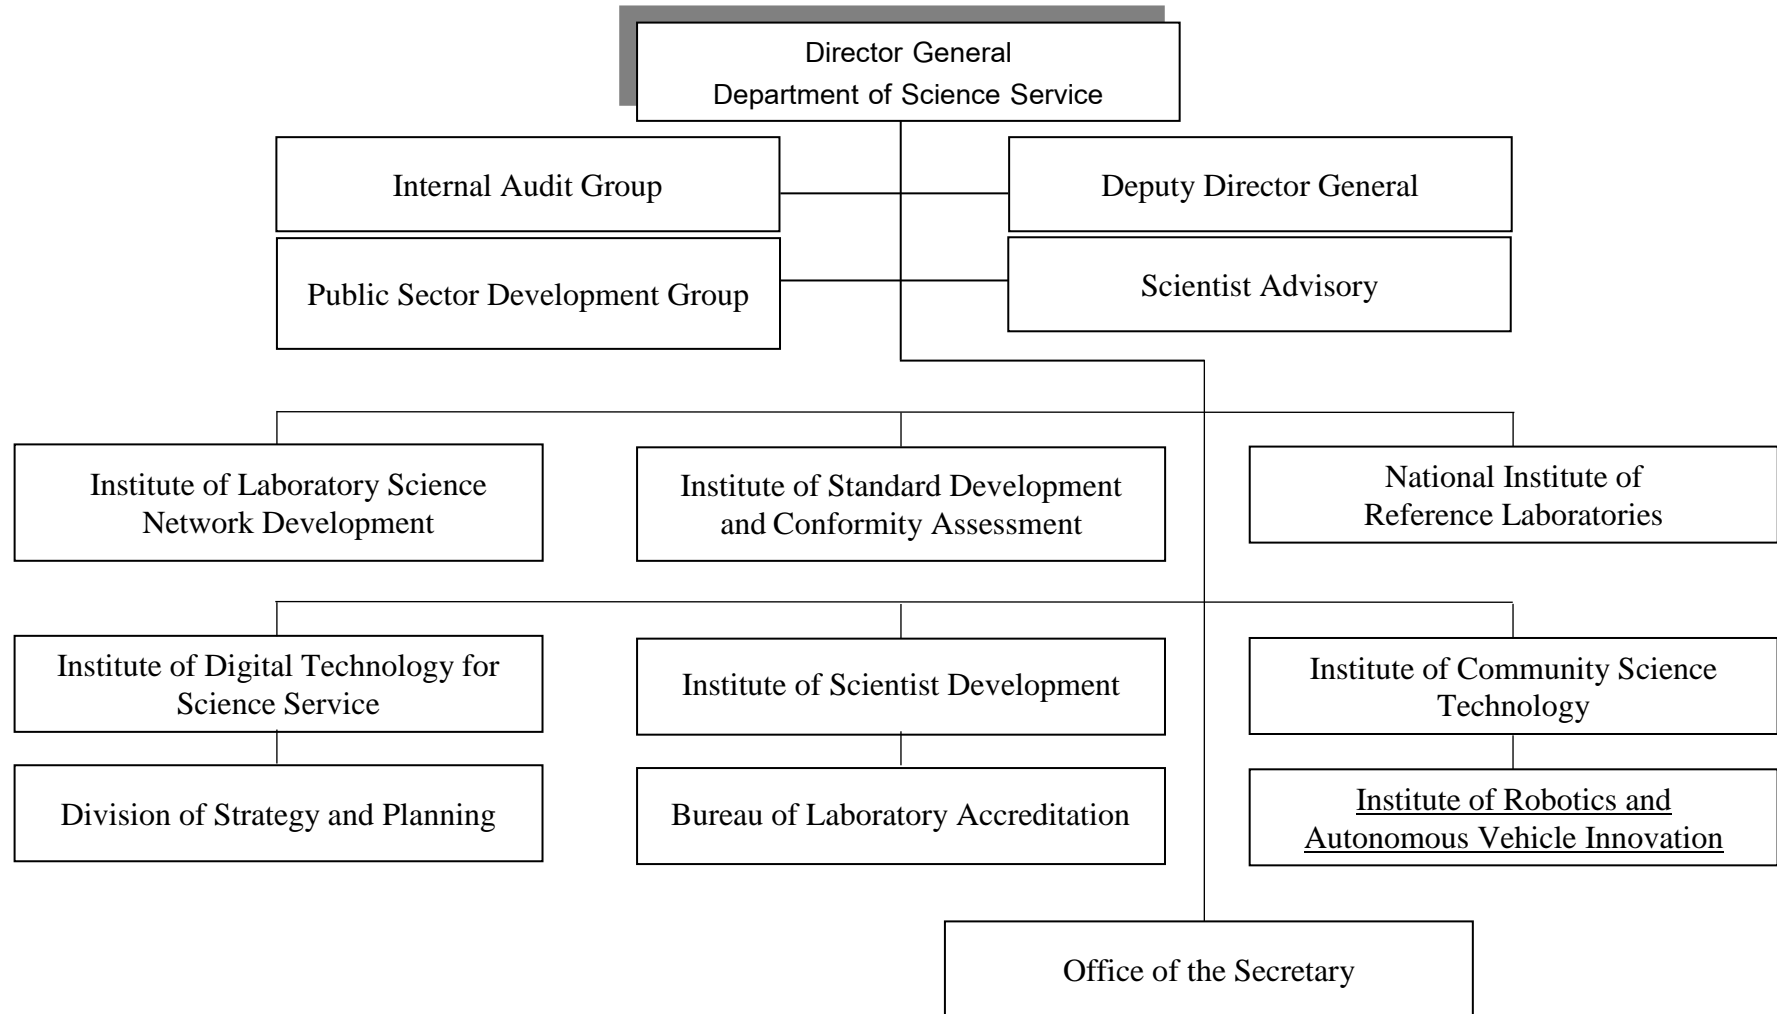 Director General
Department of Science Service
Internal Audit Group
Deputy Director General
Public Sector Development Group
Scientist Advisory
Institute of Laboratory Science
Network Development
Institute of Standard Development
and Conformity Assessment
National Institute of
Reference Laboratories
Institute of Digital Technology for
Science Service
Institute of Scientist Development
Institute of Community Science
Technology
Division of Strategy and Planning
Bureau of Laboratory Accreditation
Institute of Robotics and
Autonomous Vehicle Innovation
Office of the Secretary